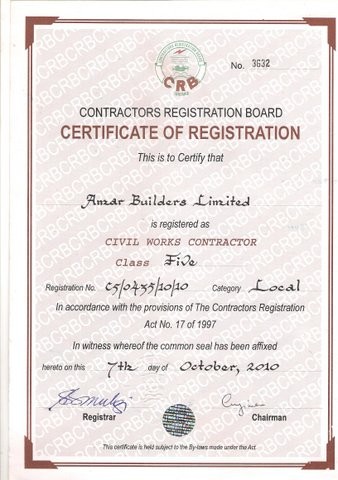 No. 3632
CRB
CONTRACTORS REGISTRATION BOARD
CERTIFICATE OF REGISTRATION
This is to Certify that
Amar Builders Limited
is registered as
CIVIL WORKS CONTRACTOR
Class Five
Registration No. C5/0435/10/10 Category Local
In accordance with the provisions of The Contractors Registration
Act No. 17 of 1997
In witness whereof the common seal has been affixed
hereto on this 7th day of October, 2010
Registrar Chairman
This certificate is held subject to the By-laws made under the Act.